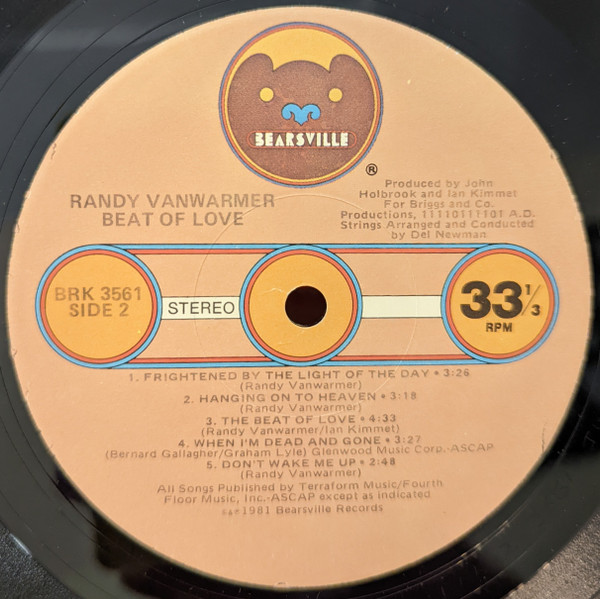 BEARSVILLE
®
RANDY VANWARMER
BEAT OF LOVE
Produced by John
Holbrook and Ian Kimmet
For Briggs and Co.
Productions, 11110111101 A.D.
Strings Arranged and Conducted
by Del Newman
BRK 3561
SIDE 2
STEREO
33 1/3
RPM
1. FRIGHTENED BY THE LIGHT OF THE DAY • 3:26
(Randy Vanwarmer)
2. HANGING ON TO HEAVEN • 3:18
(Randy Vanwarmer)
3. THE BEAT OF LOVE • 4:33
(Randy Vanwarmer/Ian Kimmet)
4. WHEN I'M DEAD AND GONE • 3:27
(Bernard Gallagher/Graham Lyle) Glenwood Music Corp.-ASCAP
5. DON'T WAKE ME UP • 2:48
(Randy Vanwarmer)
All Songs Published by Terraform Music/Fourth
Floor Music, Inc.-ASCAP except as indicated
1981 Bearsville Records